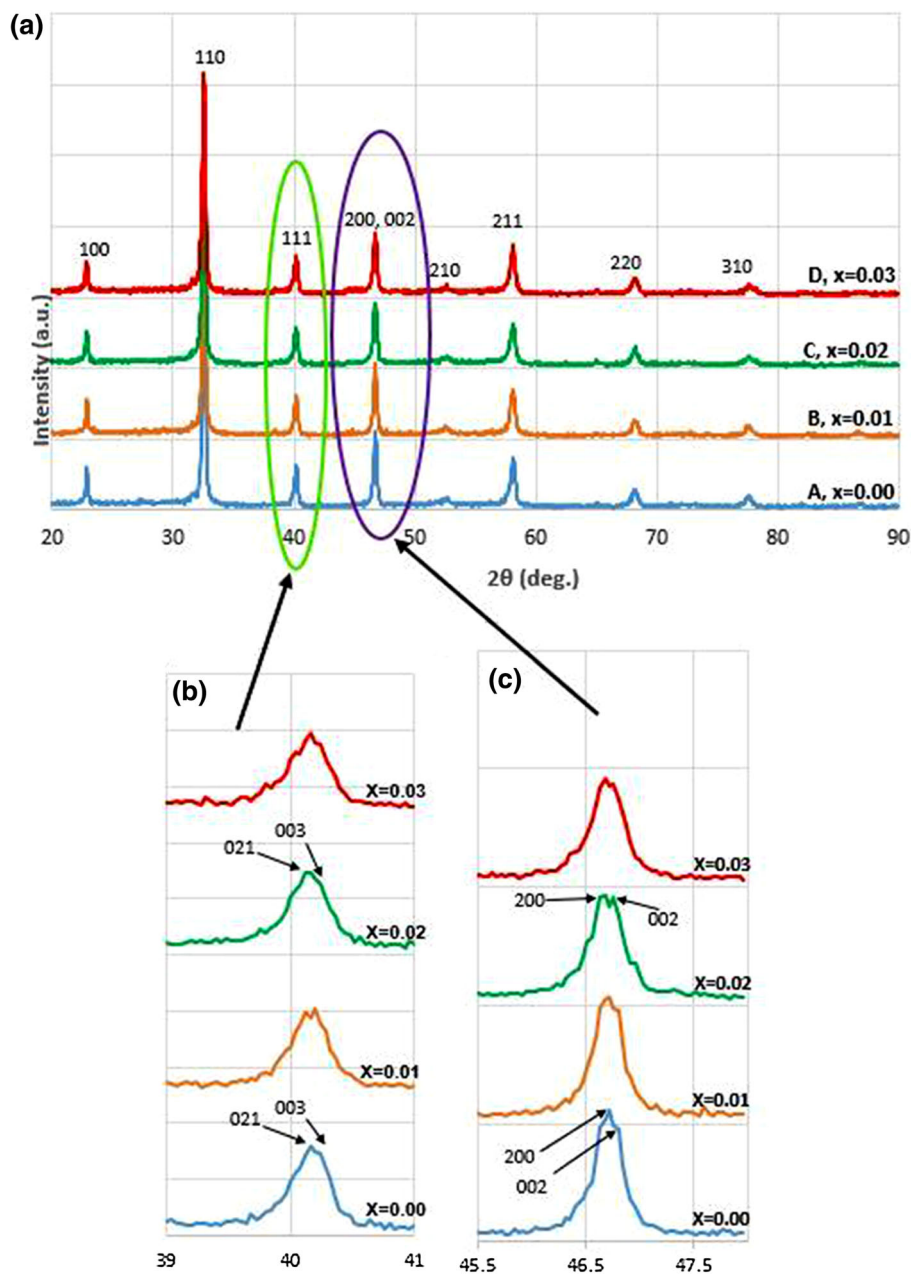 (a)
110
100
111
200, 002
210
211
220
310
D, x=0.03
C, x=0.02
B, x=0.01
A, x=0.00
Intensity (a.u.)
20 30 40 50 60 70 80 90
2θ (deg.)
(b)
X=0.03
003
021
X=0.02
X=0.01
003
021
X=0.00
39 40 41
(c)
X=0.03
200
002
X=0.02
X=0.01
200
002
X=0.00
45.5 46.5 47.5